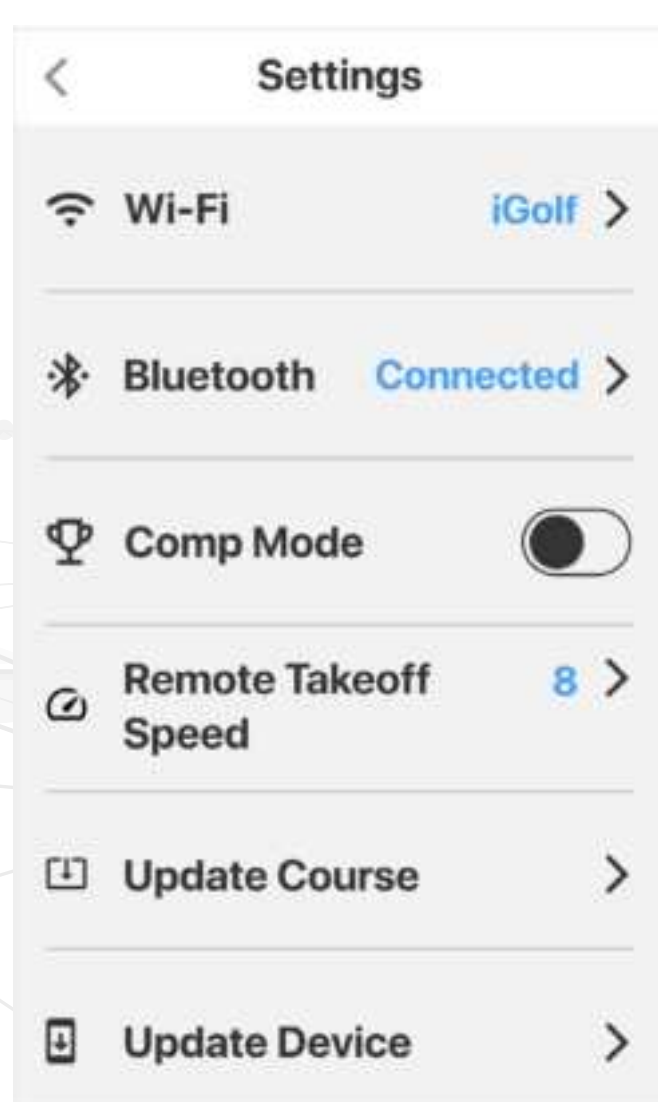 Settings
Wi-Fi iGolf
Bluetooth Connected
Comp Mode
Remote Takeoff 8
Speed
Update Course
Update Device